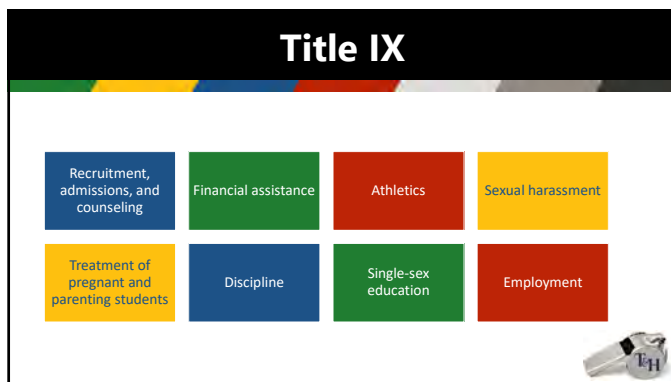 Title IX
Recruitment,
admissions, and
counseling
Financial assistance
Athletics
Sexual harassment
Treatment of
pregnant and
parenting students
Discipline
Single-sex
education
Employment
T&H